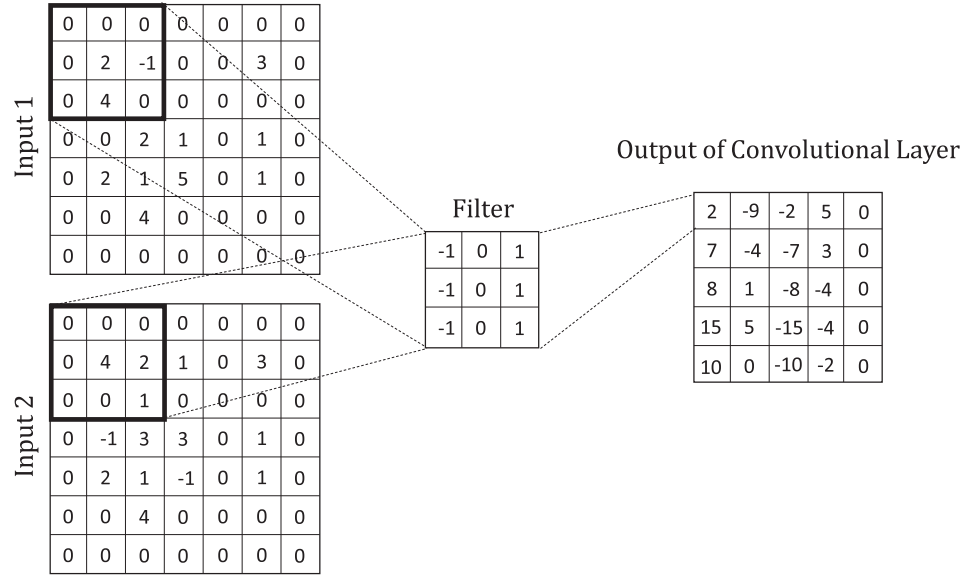 Input 1
0 0 0 0 0 0 0
0 2 -1 0 0 3 0
0 4 0 0 0 0 0
0 0 2 1 0 1 0
0 2 1 5 0 1 0
0 0 4 0 0 0 0
0 0 0 0 0 0 0
Input 2
0 0 0 0 0 0 0
0 4 2 1 0 3 0
0 0 1 0 0 0 0
0 -1 3 3 0 1 0
0 2 1 -1 0 1 0
0 0 4 0 0 0 0
0 0 0 0 0 0 0
Filter
-1 0 1
-1 0 1
-1 0 1
Output of Convolutional Layer
2 -9 -2 5 0
7 -4 -7 3 0
8 1 -8 -4 0
15 5 -15 -4 0
10 0 -10 -2 0